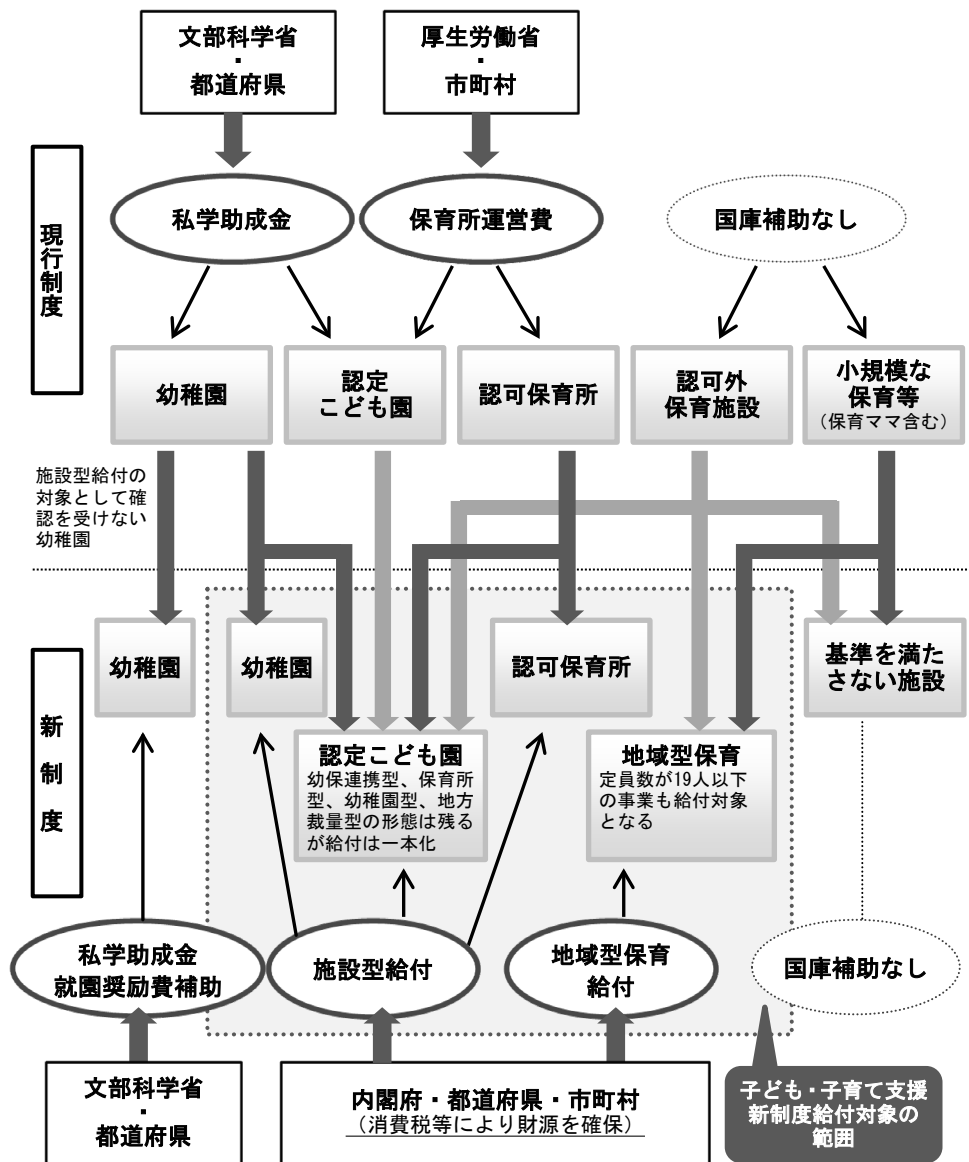 文部科学省
・
都道府県
厚生労働省
・
市町村
現行制度
私学助成金
保育所運営費
国庫補助なし
幼稚園
認定
こども園
認可保育所
認可外
保育施設
小規模な
保育等
（保育ママ含む）
施設型給付の
対象として確
認を受けない
幼稚園
新制度
幼稚園
幼稚園
認可保育所
基準を満た
さない施設
認定こども園
幼保連携型、保育所
型、幼稚園型、地方
裁量型の形態は残る
が給付は一本化
地域型保育
定員数が19人以下
の事業も給付対象
となる
私学助成金
就園奨励費補助
施設型給付
地域型保育
給付
国庫補助なし
文部科学省
・
都道府県
内閣府・都道府県・市町村
（消費税等により財源を確保）
子ども・子育て支援
新制度給付対象の
範囲